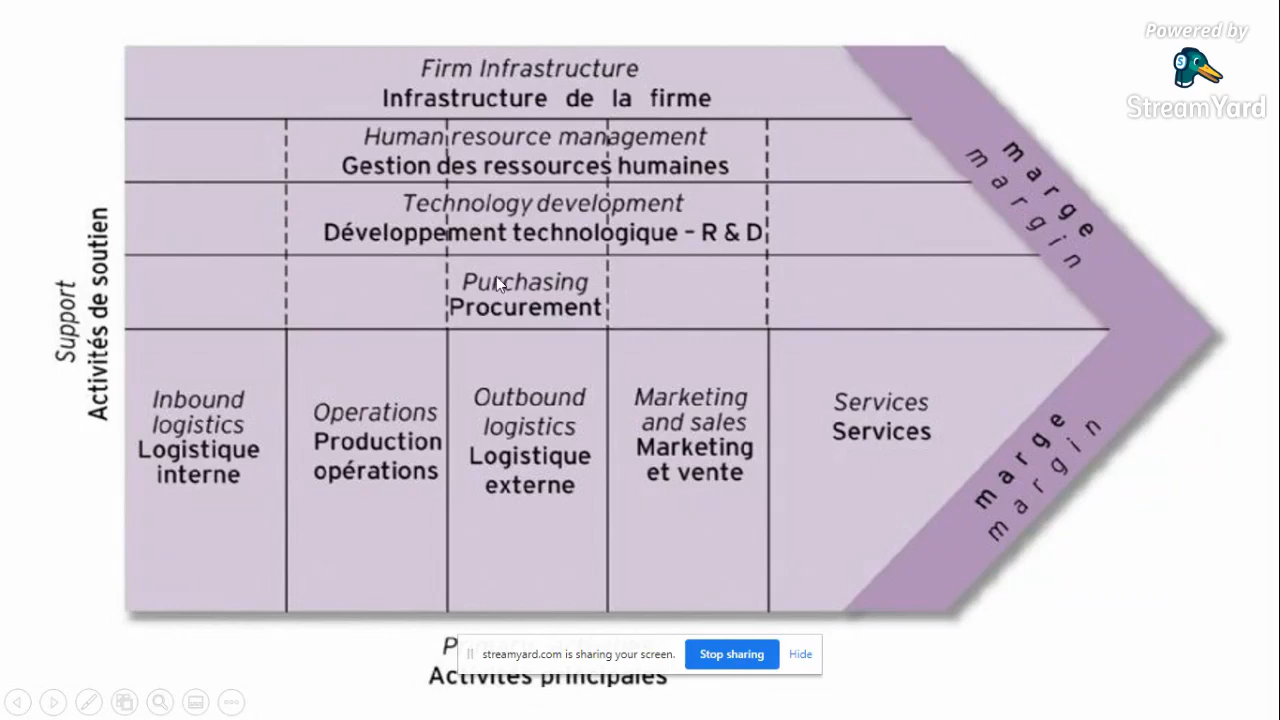 Powered by
StreamYard
Firm Infrastructure
Infrastructure de la firme
Human resource management
Gestion des ressources humaines
Technology development
Développement technologique – R & D
Purchasing
Procurement
Support
Activités de soutien
Inbound
logistics
Logistique
interne
Operations
Production
opérations
Outbound
logistics
Logistique
externe
Marketing
and sales
Marketing
et vente
Services
Services
marge
margin
marge
margin
streamyard.com is sharing your screen.
Stop sharing
Hide
Activités principales